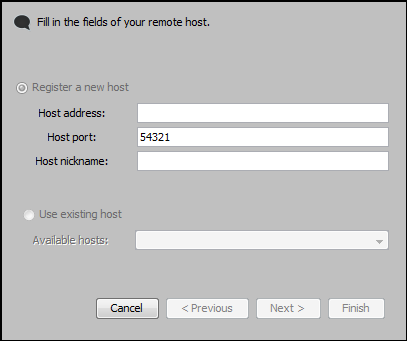 Fill in the fields of your remote host.
Register a new host
Host address:
Host port: 54321
Host nickname:
Use existing host
Available hosts:
Cancel < Previous Next > Finish